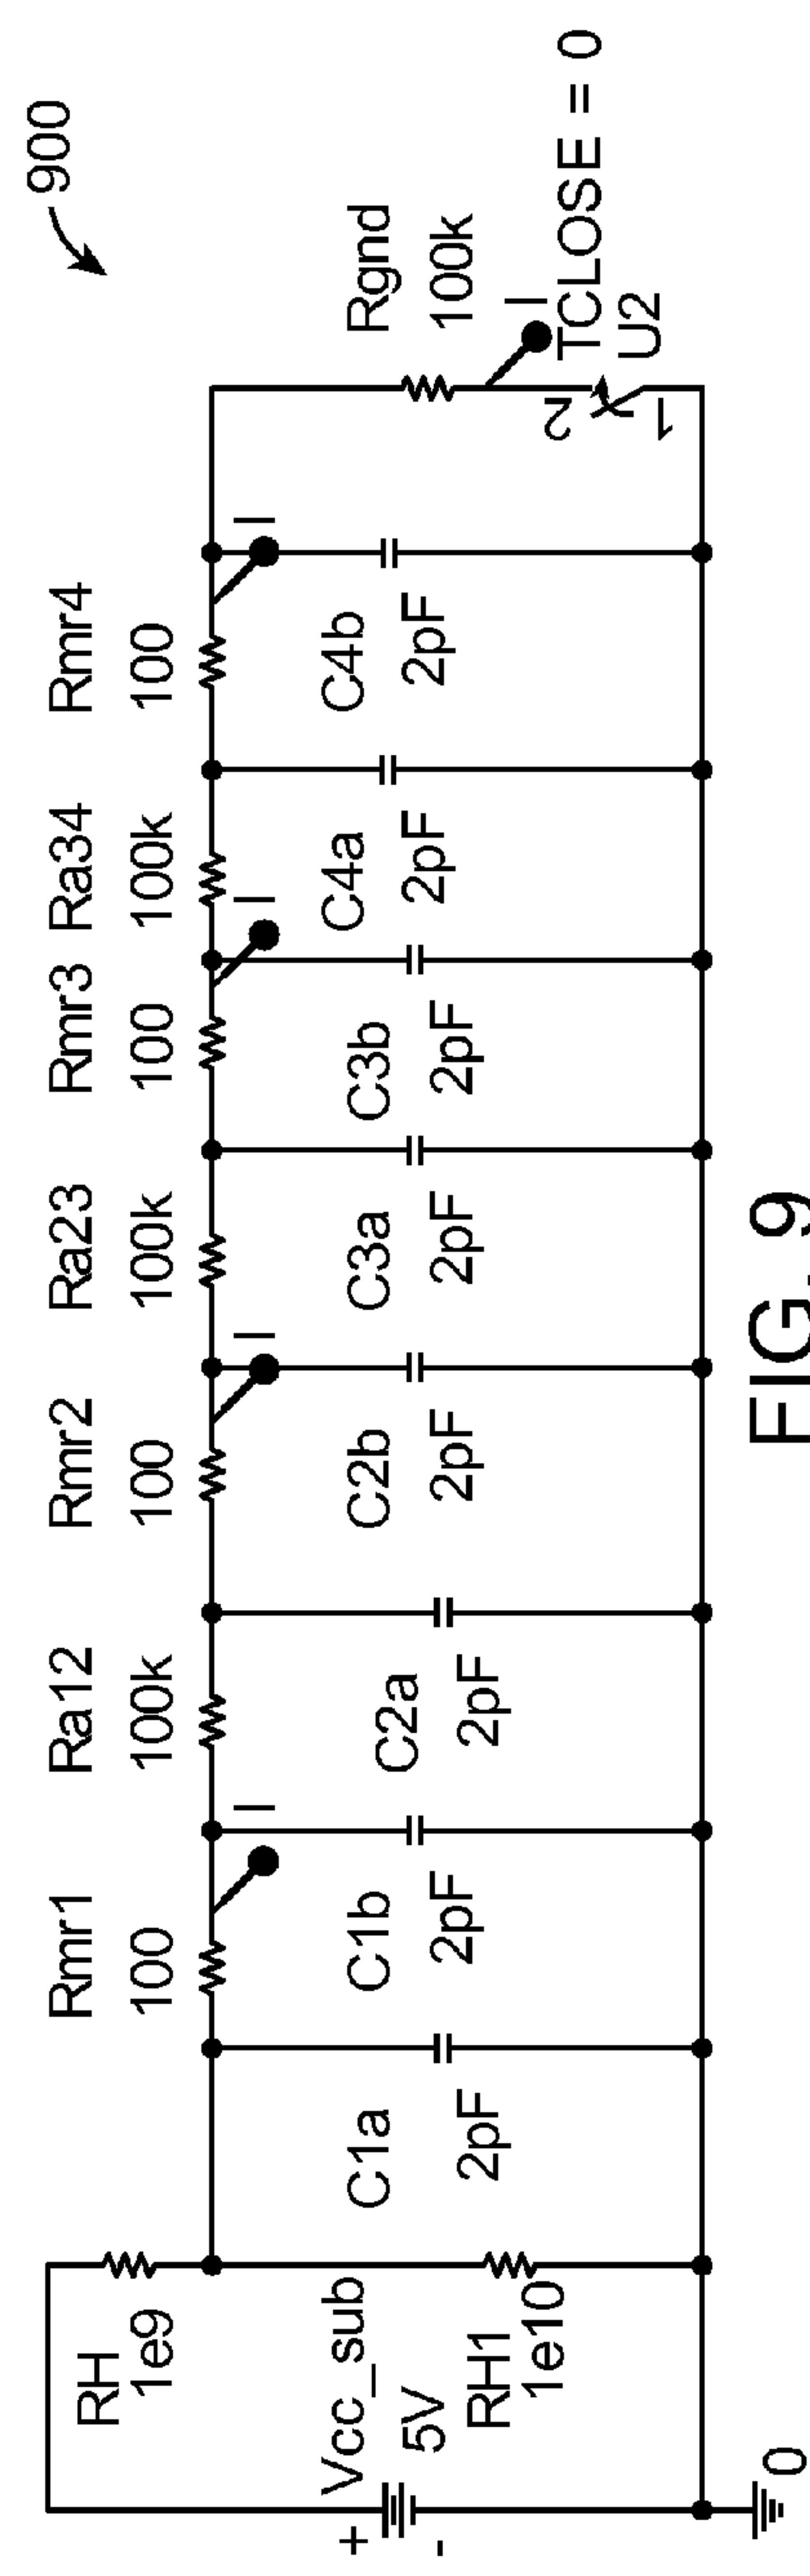 900
Rmr1
100
Ra12
100k
Rmr2
100
Ra23
100k
Rmr3
100
Ra34
100k
Rmr4
100
I
I
I
I
RH
1e9
Vcc_sub
5V
+
-
RH1
1e10
C1a
2pF
C1b
2pF
C2a
2pF
C2b
2pF
C3a
2pF
C3b
2pF
C4a
2pF
C4b
2pF
Rgnd
100k
I
TCLOSE = 0
U2
2
1
0
FIG. 9